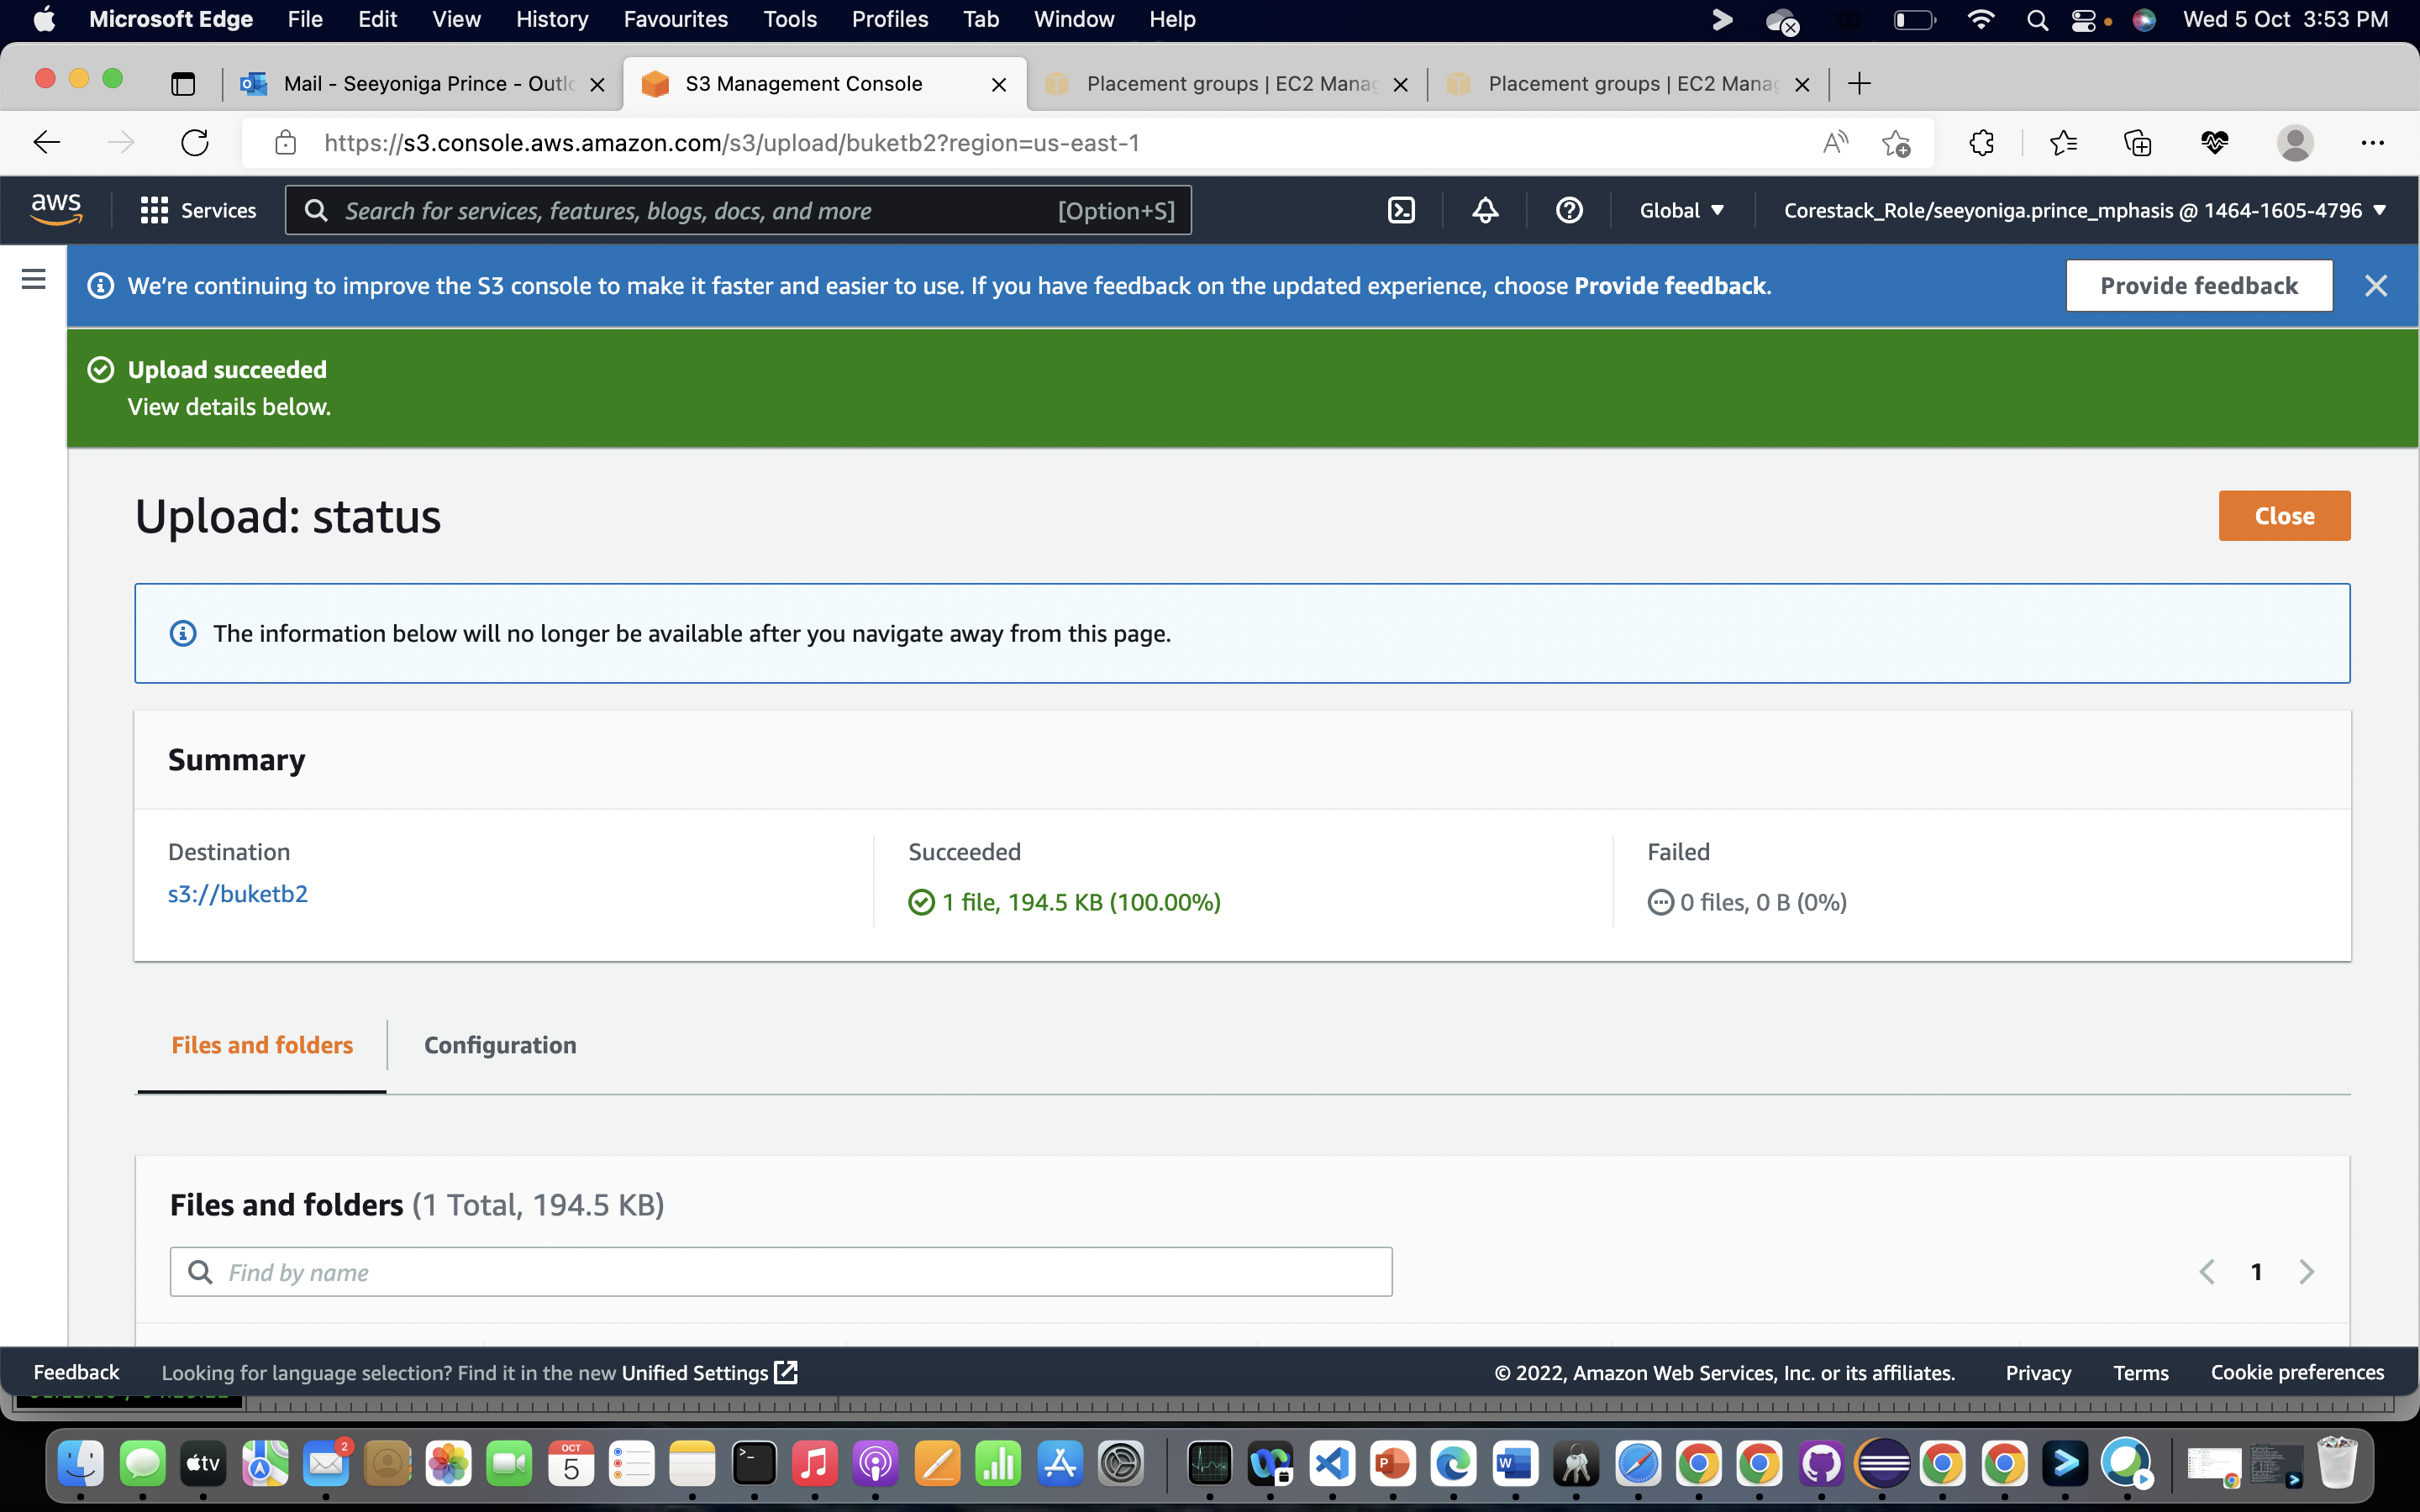 Microsoft Edge File Edit View History Favourites Tools Profiles Tab Window Help Wed 5 Oct 3:53 PM
Mail - Seeyoniga Prince - Outlo S3 Management Console Placement groups | EC2 Manag Placement groups | EC2 Manag
https://s3.console.aws.amazon.com/s3/upload/buketb2?region=us-east-1
aws Services Search for services, features, blogs, docs, and more [Option+S] Global Corestack_Role/seeyoniga.prince_mphasis @ 1464-1605-4796
We're continuing to improve the S3 console to make it faster and easier to use. If you have feedback on the updated experience, choose Provide feedback. Provide feedback
Upload succeeded
View details below.
Upload: status Close
The information below will no longer be available after you navigate away from this page.
Summary
Destination
s3://buketb2
Succeeded
1 file, 194.5 KB (100.00%)
Failed
0 files, 0 B (0%)
Files and folders Configuration
Files and folders (1 Total, 194.5 KB)
Find by name 1
Feedback Looking for language selection? Find it in the new Unified Settings © 2022, Amazon Web Services, Inc. or its affiliates. Privacy Terms Cookie preferences
tv 2 OCT 5